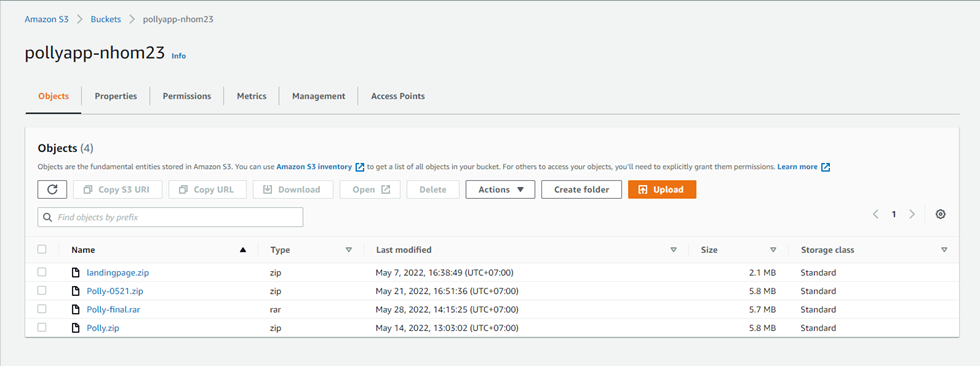 Amazon S3 > Buckets > pollyapp-nhom23
pollyapp-nhom23 Info
Objects Properties Permissions Metrics Management Access Points
Objects (4)
Objects are the fundamental entities stored in Amazon S3. You can use Amazon S3 inventory to get a list of all objects in your bucket. For others to access your objects, you'll need to explicitly grant them permissions. Learn more
Copy S3 URI Copy URL Download Open Delete Actions Create folder Upload
Find objects by prefix
< 1 >
Name Type Last modified Size Storage class
landingpage.zip zip May 7, 2022, 16:38:49 (UTC+07:00) 2.1 MB Standard
Polly-0521.zip zip May 21, 2022, 16:51:36 (UTC+07:00) 5.8 MB Standard
Polly-final.rar rar May 28, 2022, 14:15:25 (UTC+07:00) 5.7 MB Standard
Polly.zip zip May 14, 2022, 13:03:02 (UTC+07:00) 5.8 MB Standard